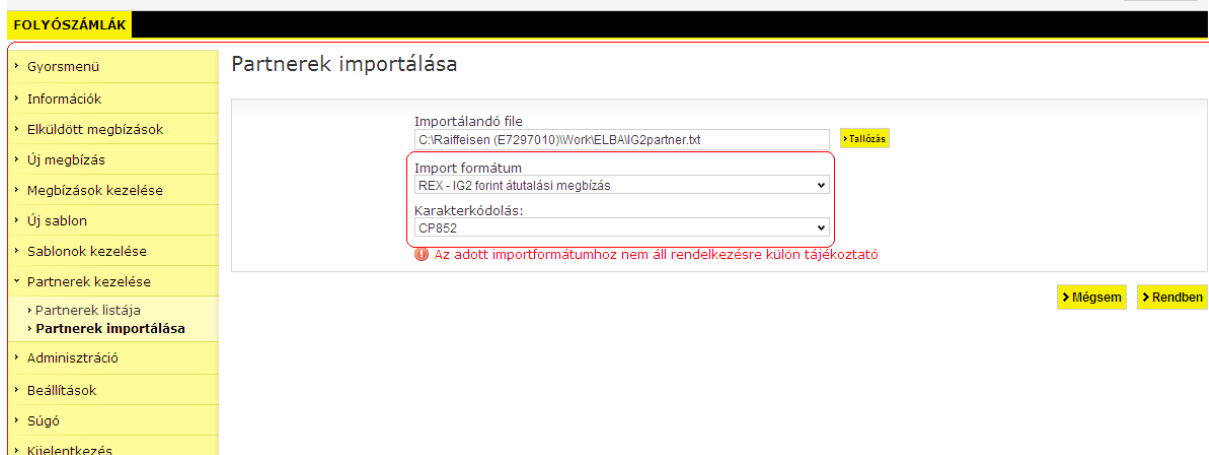 FOLYÓSZÁMLÁK
Gyorsmenü
Információk
Elküldött megbízások
Új megbízás
Megbízások kezelése
Új sablon
Sablonok kezelése
Partnerek kezelése
Partnerek listája
Partnerek importálása
Adminisztráció
Beállítások
Súgó
Kijelentkezés
Partnerek importálása
Importálandó file
C:\Raiffeisen (E7297010)\Work\ELBA\IG2partner.txt
Tallózás
Import formátum
REX - IG2 forint átutalási megbízás
Karakterkódolás:
CP852
Az adott importformátumhoz nem áll rendelkezésre külön tájékoztató
Mégsem
Rendben